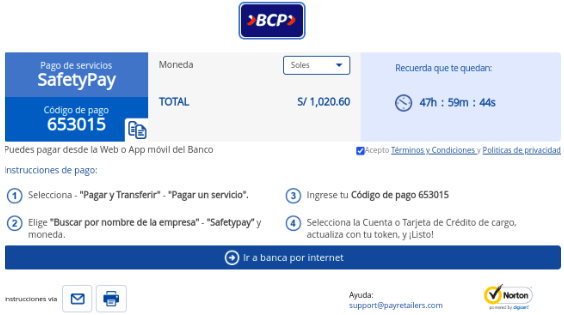 BCP
Pago de servicios
SafetyPay
Código de pago
653015
Moneda
Soles
TOTAL
S/ 1,020.60
Recuerda que te quedan:
47h : 59m : 44s
Puedes pagar desde la Web o App móvil del Banco
Acepto Términos y Condiciones y Politicas de privacidad
Instrucciones de pago:
1 Selecciona - "Pagar y Transferir" - "Pagar un servicio".
2 Elige "Buscar por nombre de la empresa" - "Safetypay" y
moneda.
3 Ingrese tu Código de pago 653015
4 Selecciona la Cuenta o Tarjeta de Crédito de cargo,
actualiza con tu token, y ¡Listo!
Ir a banca por internet
Instrucciones vía
Ayuda:
support@payretailers.com
Norton
powered by digicert